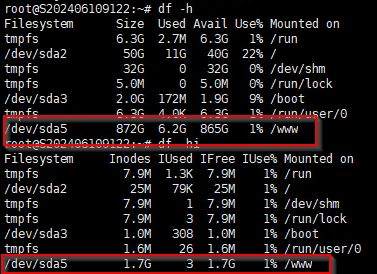 root@S202406109122:~# df -h
Filesystem Size Used Avail Use% Mounted on
tmpfs 6.3G 2.7M 6.3G 1% /run
/dev/sda2 50G 11G 40G 22% /
tmpfs 32G 0 32G 0% /dev/shm
tmpfs 5.0M 0 5.0M 0% /run/lock
/dev/sda3 2.0G 172M 1.9G 9% /boot
tmpfs 6.3G 4.0K 6.3G 1% /run/user/0
/dev/sda5 872G 6.2G 865G 1% /www
root@S202406109122:~# df -hi
Filesystem Inodes IUsed IFree IUse% Mounted on
tmpfs 7.9M 1.3K 7.9M 1% /run
/dev/sda2 25M 79K 25M 1% /
tmpfs 7.9M 1 7.9M 1% /dev/shm
tmpfs 7.9M 3 7.9M 1% /run/lock
/dev/sda3 1.0M 308 1.0M 1% /boot
tmpfs 1.6M 26 1.6M 1% /run/user/0
/dev/sda5 1.7G 3 1.7G 1% /www